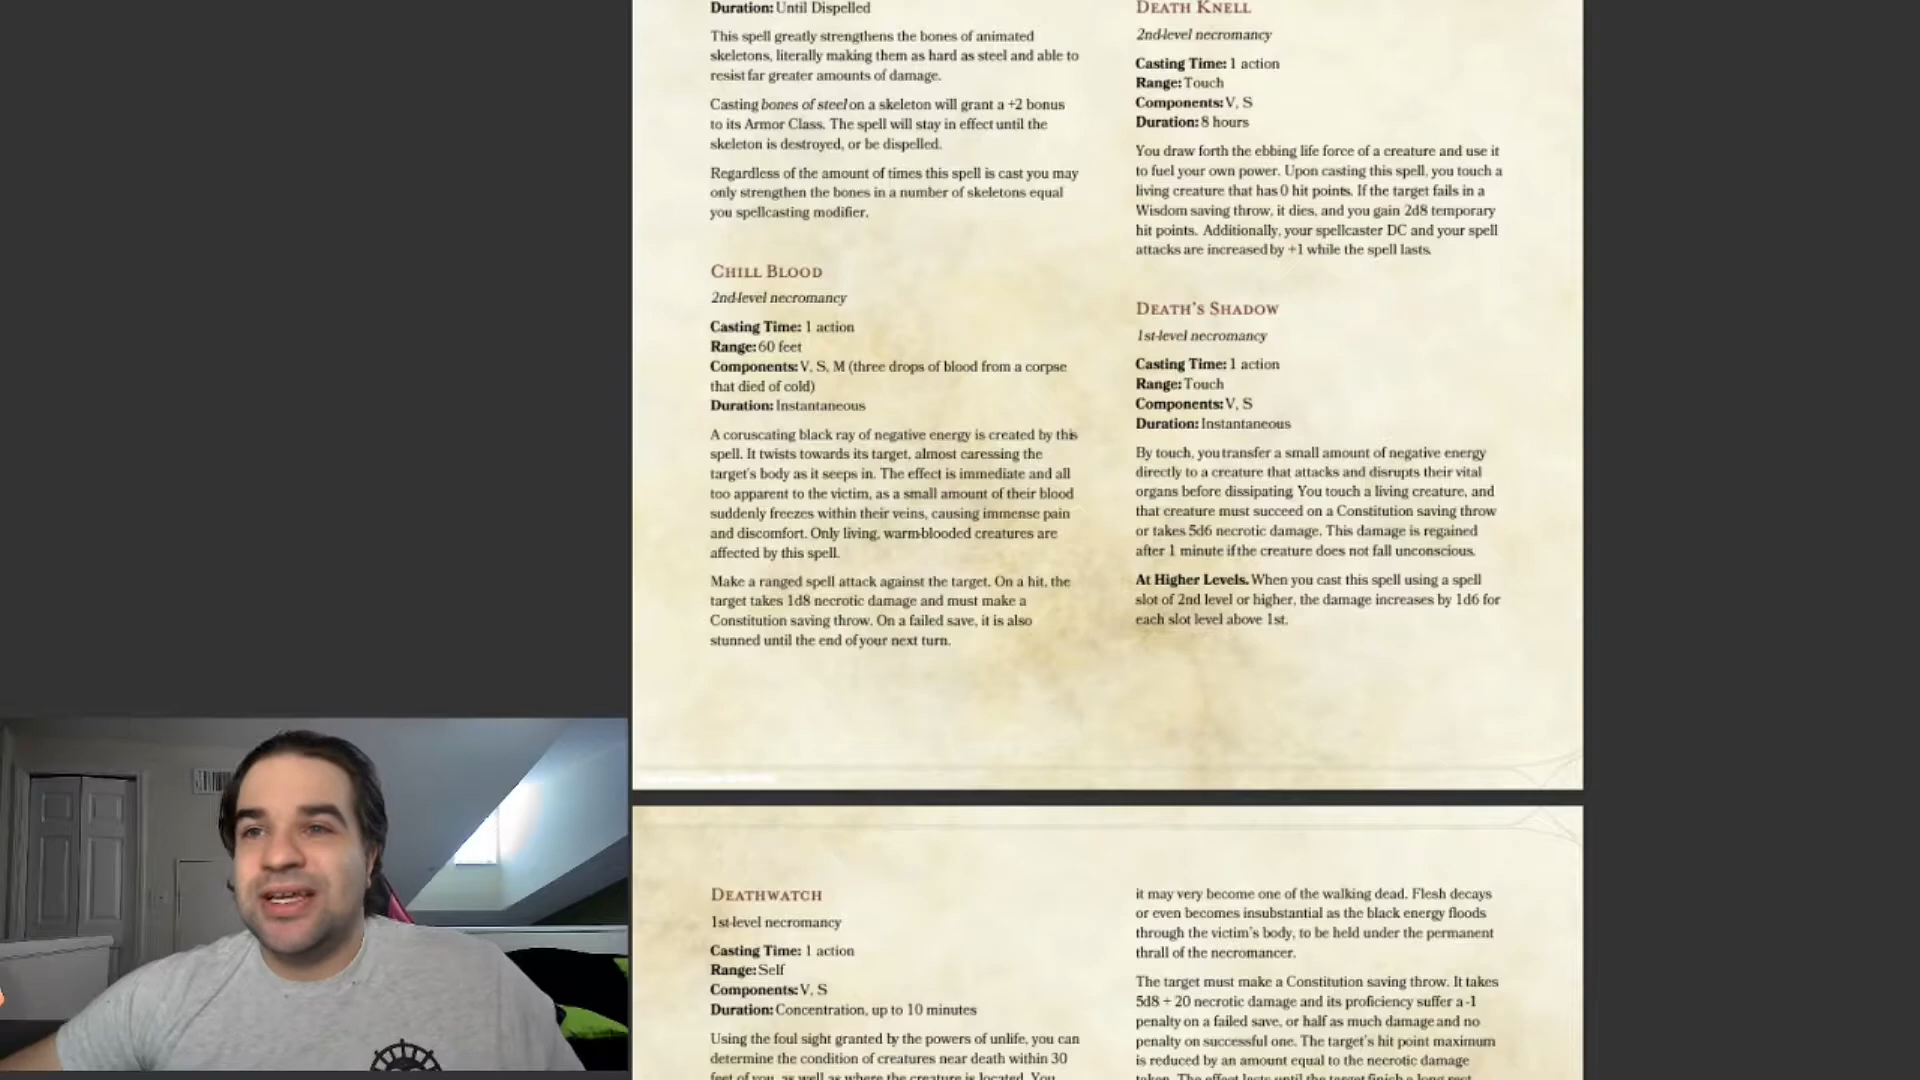 Duration: Until Dispelled
This spell greatly strengthens the bones of animated
skeletons, literally making them as hard as steel and able to
resist far greater amounts of damage.
Casting bones of steel on a skeleton will grant a +2 bonus
to its Armor Class. The spell will stay in effect until the
skeleton is destroyed, or be dispelled.
Regardless of the amount of times this spell is cast you may
only strengthen the bones in a number of skeletons equal
you spellcasting modifier.
CHILL BLOOD
2nd-level necromancy
Casting Time: 1 action
Range: 60 feet
Components: V, S, M (three drops of blood from a corpse
that died of cold)
Duration: Instantaneous
A coruscating black ray of negative energy is created by this
spell. It twists towards its target, almost caressing the
target's body as it seeps in. The effect is immediate and all
too apparent to the victim, as a small amount of their blood
suddenly freezes within their veins, causing immense pain
and discomfort. Only living, warm-blooded creatures are
affected by this spell.
Make a ranged spell attack against the target. On a hit, the
target takes 1d8 necrotic damage and must make a
Constitution saving throw. On a failed save, it is also
stunned until the end of your next turn.
DEATH KNELL
2nd-level necromancy
Casting Time: 1 action
Range: Touch
Components: V, S
Duration: 8 hours
You draw forth the ebbing life force of a creature and use it
to fuel your own power. Upon casting this spell, you touch a
living creature that has 0 hit points. If the target fails in a
Wisdom saving throw, it dies, and you gain 2d8 temporary
hit points. Additionally, your spellcaster DC and your spell
attacks are increased by +1 while the spell lasts.
DEATH'S SHADOW
1st-level necromancy
Casting Time: 1 action
Range: Touch
Components: V, S
Duration: Instantaneous
By touch, you transfer a small amount of negative energy
directly to a creature that attacks and disrupts their vital
organs before dissipating. You touch a living creature, and
that creature must succeed on a Constitution saving throw
or takes 5d6 necrotic damage. This damage is regained
after 1 minute if the creature does not fall unconscious.
At Higher Levels. When you cast this spell using a spell
slot of 2nd level or higher, the damage increases by 1d6 for
each slot level above 1st.
DEATHWATCH
1st-level necromancy
Casting Time: 1 action
Range: Self
Components: V, S
Duration: Concentration, up to 10 minutes
Using the foul sight granted by the powers of unlife, you can
determine the condition of creatures near death within 30
feet of you, as well as where the creature is located. You
it may very become one of the walking dead. Flesh decays
or even becomes insubstantial as the black energy floods
through the victim's body, to be held under the permanent
thrall of the necromancer.
The target must make a Constitution saving throw. It takes
5d8 + 20 necrotic damage and its proficiency suffer a -1
penalty on a failed save, or half as much damage and no
penalty on successful one. The target's hit point maximum
is reduced by an amount equal to the necrotic damage
taken. The effect lasts until the target finish a long rest